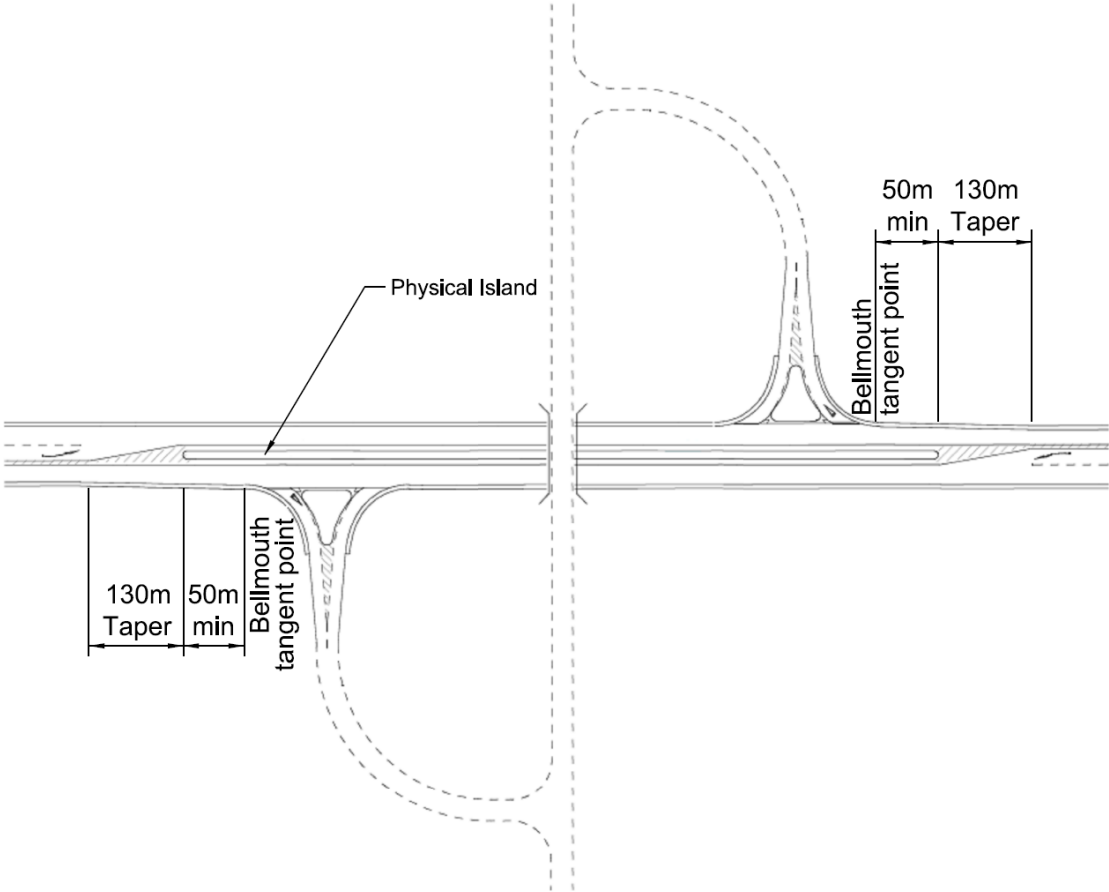 50m
min
130m
Taper
Physical Island
Bellmouth
tangent point
130m
Taper
50m
min
Bellmouth
tangent point